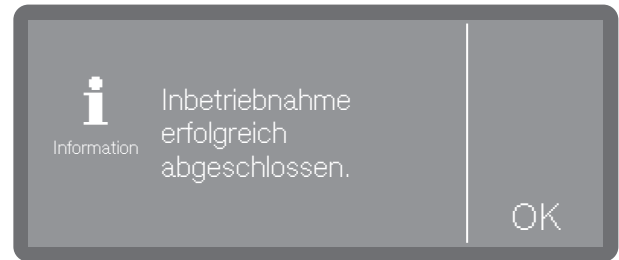 Information
Inbetriebnahme
erfolgreich
abgeschlossen.
OK